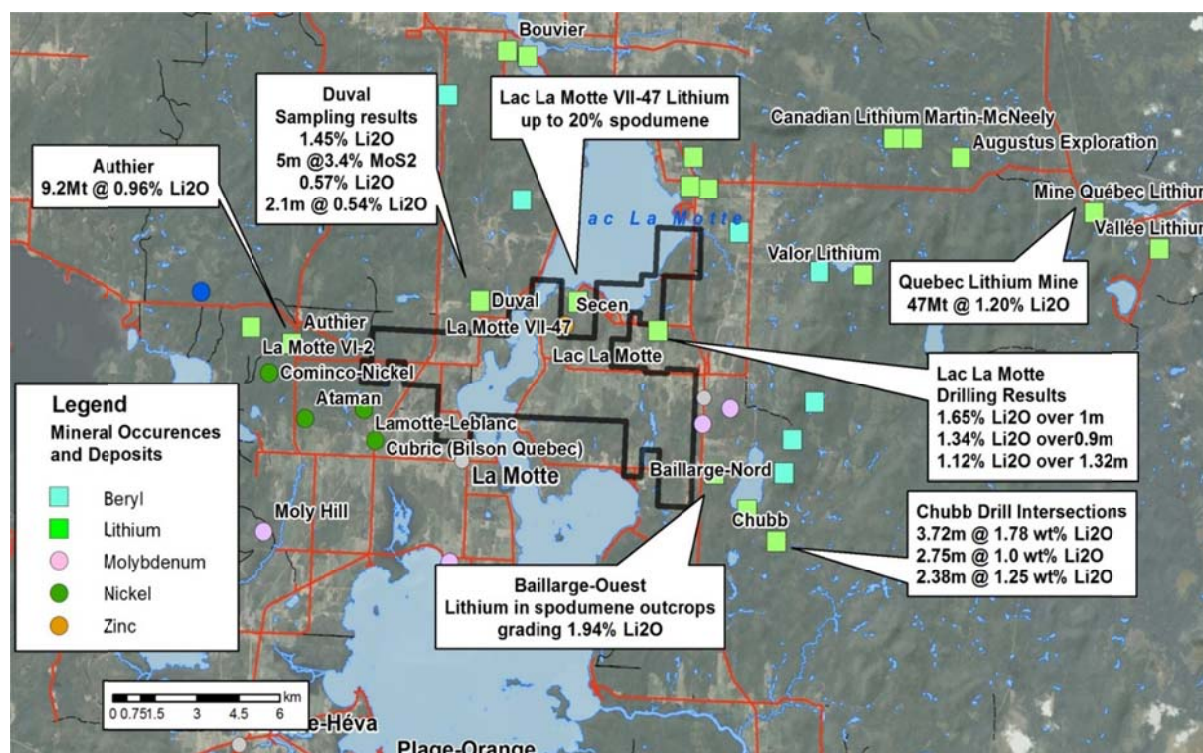 Bouvier
Duval
Sampling results
1.45% Li2O
5m @3.4% MoS2
0.57% Li2O
2.1m @ 0.54% Li2O
Lac La Motte VII-47 Lithium
up to 20% spodumene
Canadian Lithium Martin-McNeely
Augustus Exploration
Authier
9.2Mt @ 0.96% Li2O
Mine Québec Lithium
Vallée Lithium
Lac La Motte
Valor Lithium
Quebec Lithium Mine
47Mt @ 1.20% Li2O
Duval
Secen
La Motte VII-47
Authier
La Motte VI-2
Lac La Motte
Cominco-Nickel
Ataman
Lamotte-Leblanc
Cubric (Bilson Quebec)
La Motte
Lac La Motte
Drilling Results
1.65% Li2O over 1m
1.34% Li2O over0.9m
1.12% Li2O over 1.32m
Legend
Mineral Occurences
and Deposits
Beryl
Lithium
Molybdenum
Nickel
Zinc
Moly Hill
Baillarge-Nord
Chubb
Chubb Drill Intersections
3.72m @ 1.78 wt% Li2O
2.75m @ 1.0 wt% Li2O
2.38m @ 1.25 wt% Li2O
Baillarge-Ouest
Lithium in spodumene outcrops
grading 1.94% Li2O
km
0 0.75 1.5 3 4.5 6
e-Héva
Plage-Orange